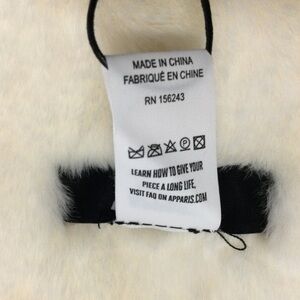 MADE IN CHINA
FABRIQUÉ EN CHINE
RN 156243
LEARN HOW TO GIVE YOUR
PIECE A LONG LIFE,
VISIT FAQ ON APPARIS.COM